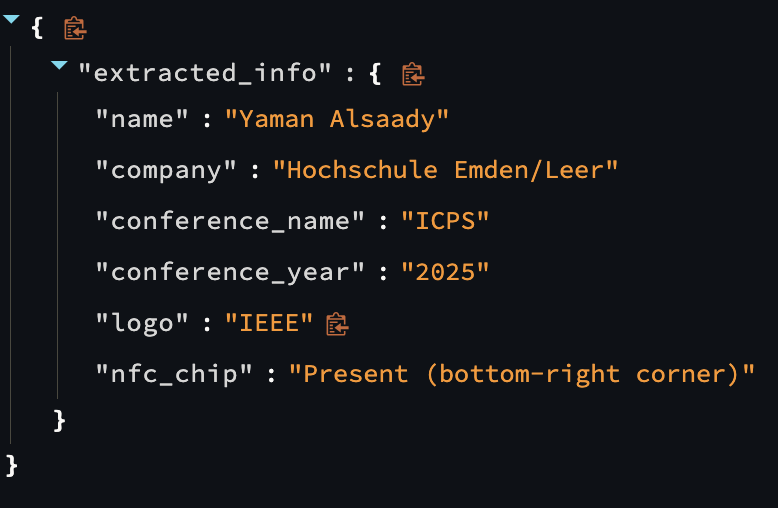 {
"extracted_info" : {
"name" : "Yaman Alsaady"
"company" : "Hochschule Emden/Leer"
"conference_name" : "ICPS"
"conference_year" : "2025"
"logo" : "IEEE"
"nfc_chip" : "Present (bottom-right corner)"
}
}